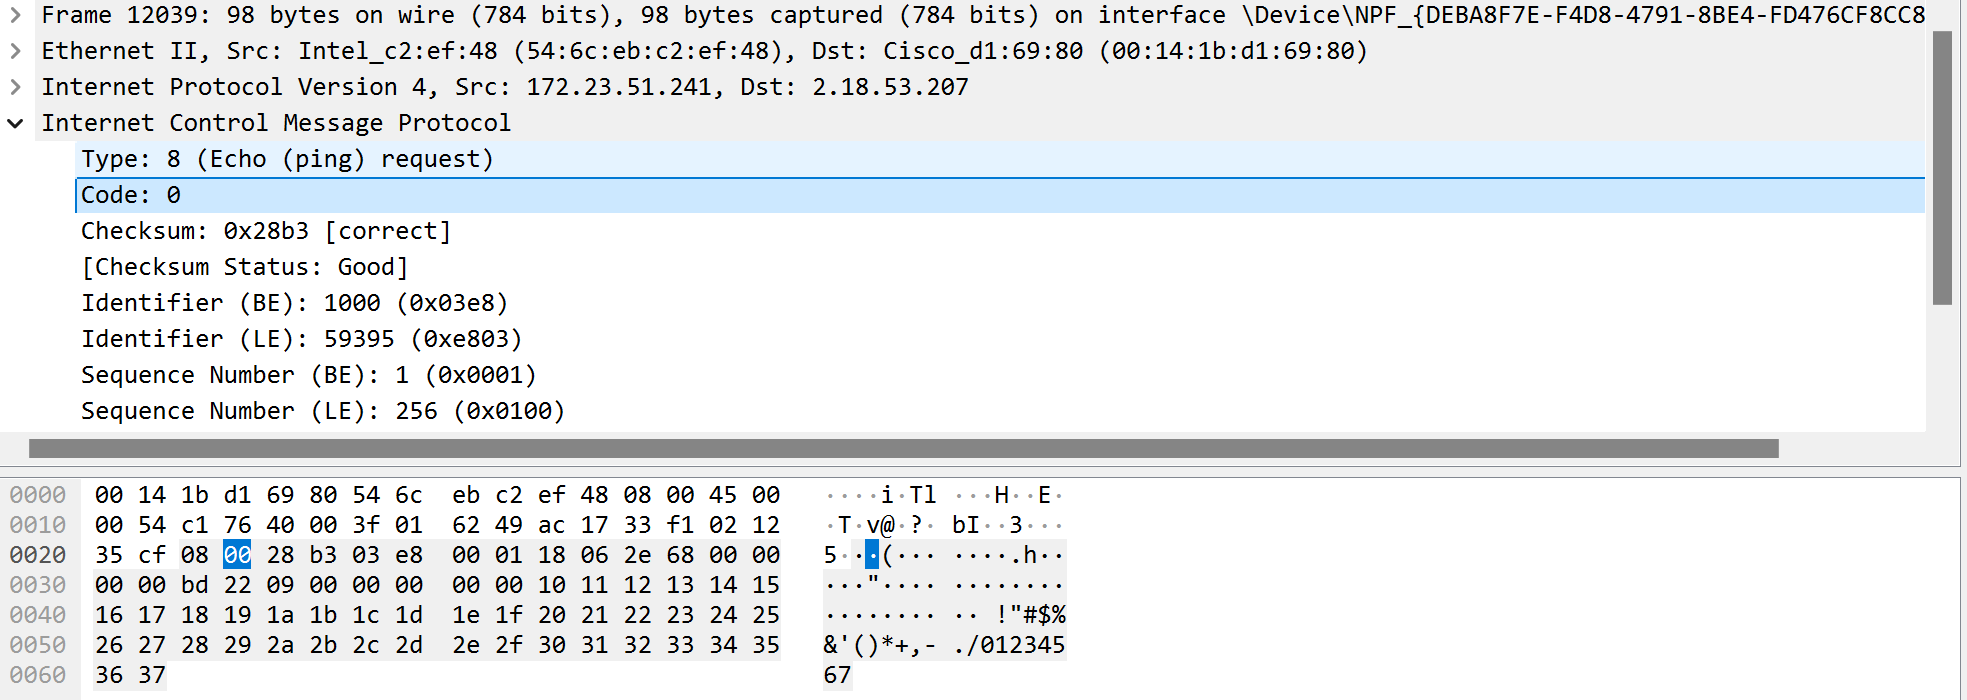 Frame 12039: 98 bytes on wire (784 bits), 98 bytes captured (784 bits) on interface \Device\NPF_{DEBA8F7E-F4D8-4791-8BE4-FD476CF8CC8
Ethernet II, Src: Intel_c2:ef:48 (54:6c:eb:c2:ef:48), Dst: Cisco_d1:69:80 (00:14:1b:d1:69:80)
Internet Protocol Version 4, Src: 172.23.51.241, Dst: 2.18.53.207
Internet Control Message Protocol
Type: 8 (Echo (ping) request)
Code: 0
Checksum: 0x28b3 [correct]
[Checksum Status: Good]
Identifier (BE): 1000 (0x03e8)
Identifier (LE): 59395 (0xe803)
Sequence Number (BE): 1 (0x0001)
Sequence Number (LE): 256 (0x0100)
0000 00 14 1b d1 69 80 54 6c eb c2 ef 48 08 00 45 00 ····i·Tl ···H··E·
0010 00 54 c1 76 40 00 3f 01 62 49 ac 17 33 f1 02 12 ·T·v@·?· bI··3···
0020 35 cf 08 00 28 b3 03 e8 00 01 18 06 2e 68 00 00 5···(··· ····.h··
0030 00 00 bd 22 09 00 00 00 00 00 10 11 12 13 14 15 ···"···· ········
0040 16 17 18 19 1a 1b 1c 1d 1e 1f 20 21 22 23 24 25 ········ ·· !"#$%
0050 26 27 28 29 2a 2b 2c 2d 2e 2f 30 31 32 33 34 35 &'()*+,- ./012345
0060 36 37 67